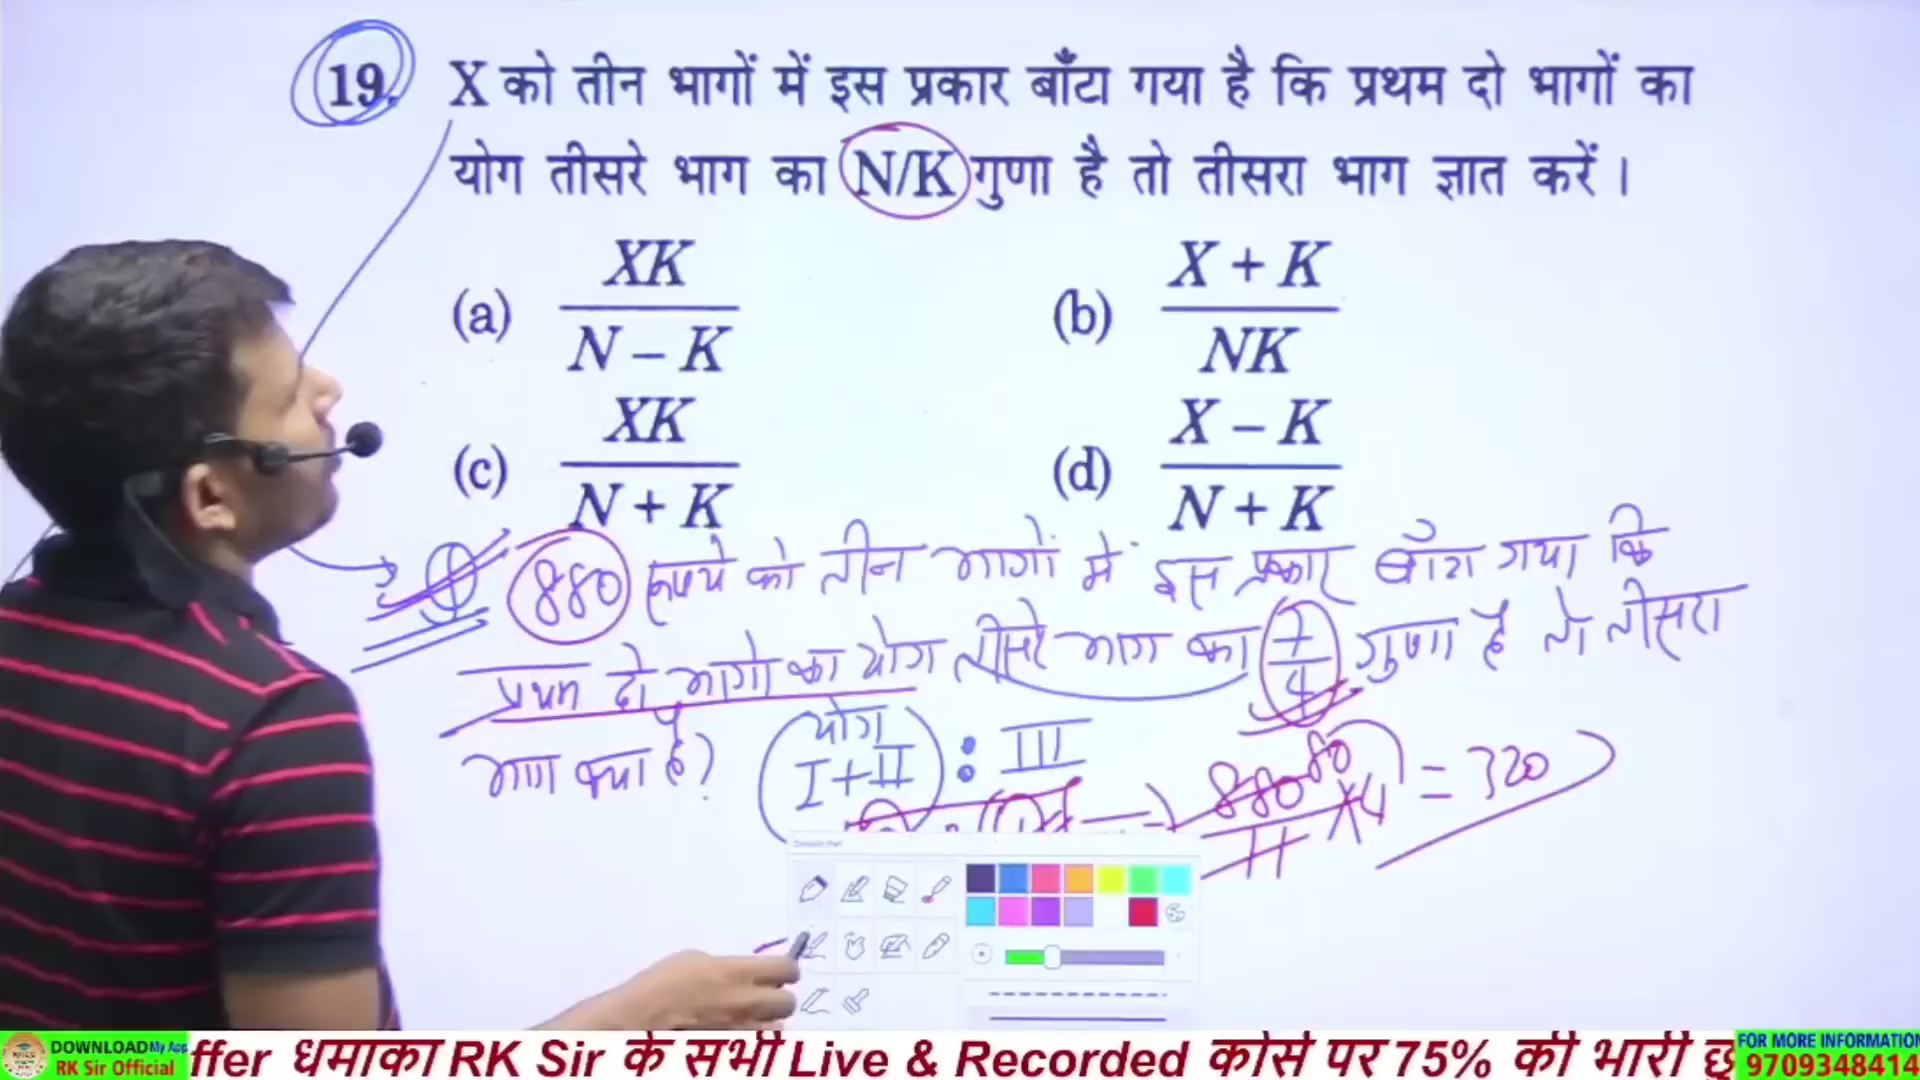 19. X को तीन भागों में इस प्रकार बाँटा गया है कि प्रथम दो भागों का
योग तीसरे भाग का N/K गुणा है तो तीसरा भाग ज्ञात करें ।
(a) XK / N – K
(b) X + K / NK
(c) XK / N + K
(d) X – K / N + K
880 रूपये को तीन भागों में इस प्रकार बाँटा गया कि
प्रथम दो भागो का योग तीसरे भाग का 7/4 गुणा है तो तीसरा
भाग क्या है?
योग
I + II : III
880 80 / 11 × 4 = 320
DOWNLOAD My App
RK Sir Official
ffer धमाका RK Sir के सभी Live & Recorded कोर्स पर 75% की भारी छ
FOR MORE INFORMATION
9709348414